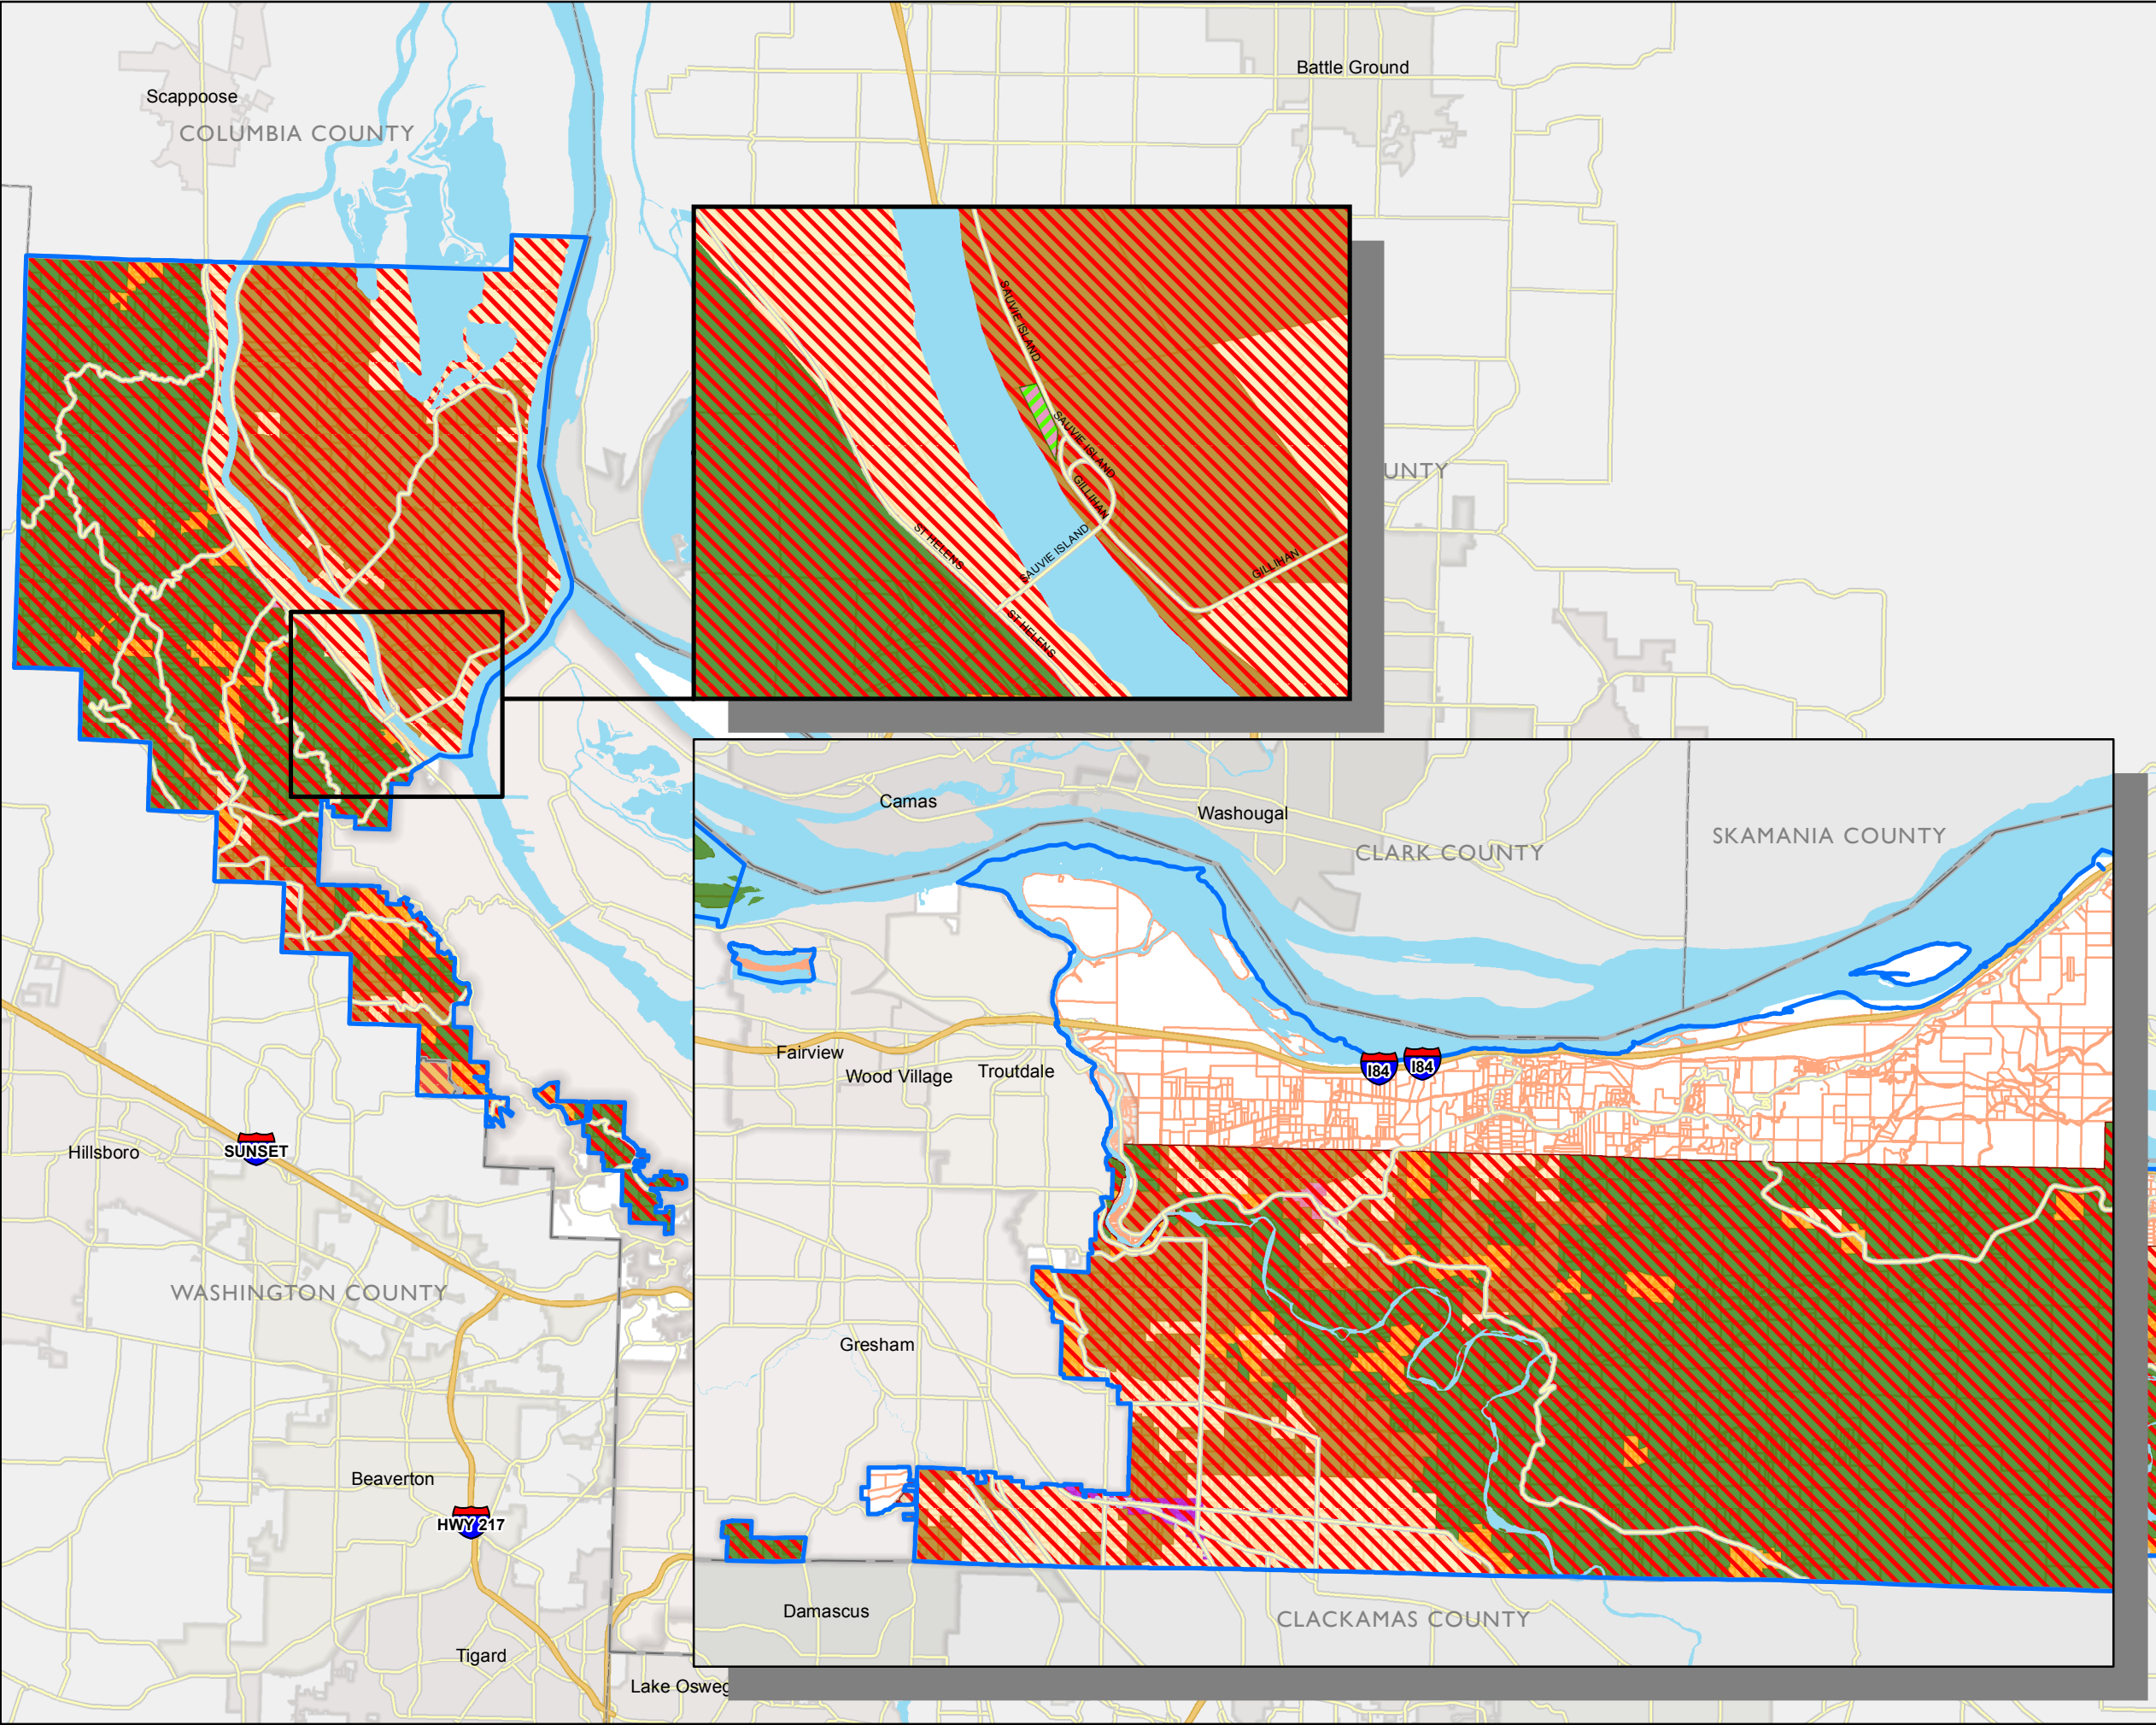 Battle Ground
Scappoose
COLUMBIA COUNTY
SAUVIE ISLAND
SAUVIE ISLAND
GILLIHAN
SAUVIE ISLAND
ST HELENS
GILLIHAN
ST HELENS
UNTY
Camas
Washougal
CLARK COUNTY
SKAMANIA COUNTY
Fairview
Wood Village
Troutdale
I84
I84
Hillsboro
SUNSET
WASHINGTON COUNTY
Gresham
Beaverton
HWY 217
Damascus
CLACKAMAS COUNTY
Tigard
Lake Osweg